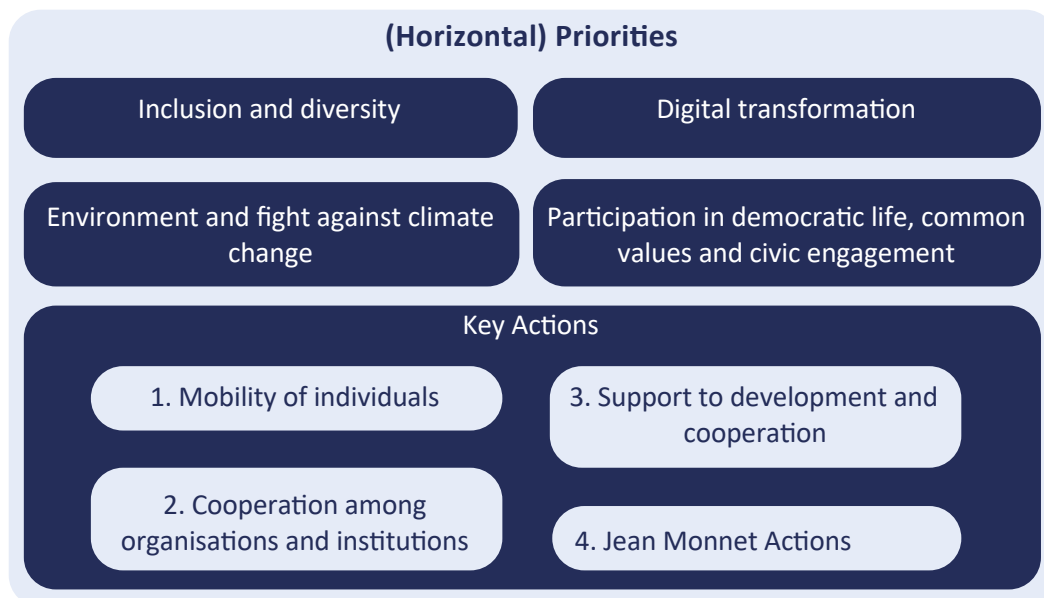 (Horizontal) Priorities
Inclusion and diversity
Digital transformation
Environment and fight against climate
change
Participation in democratic life, common
values and civic engagement
Key Actions
1. Mobility of individuals
2. Cooperation among
organisations and institutions
3. Support to development and
cooperation
4. Jean Monnet Actions